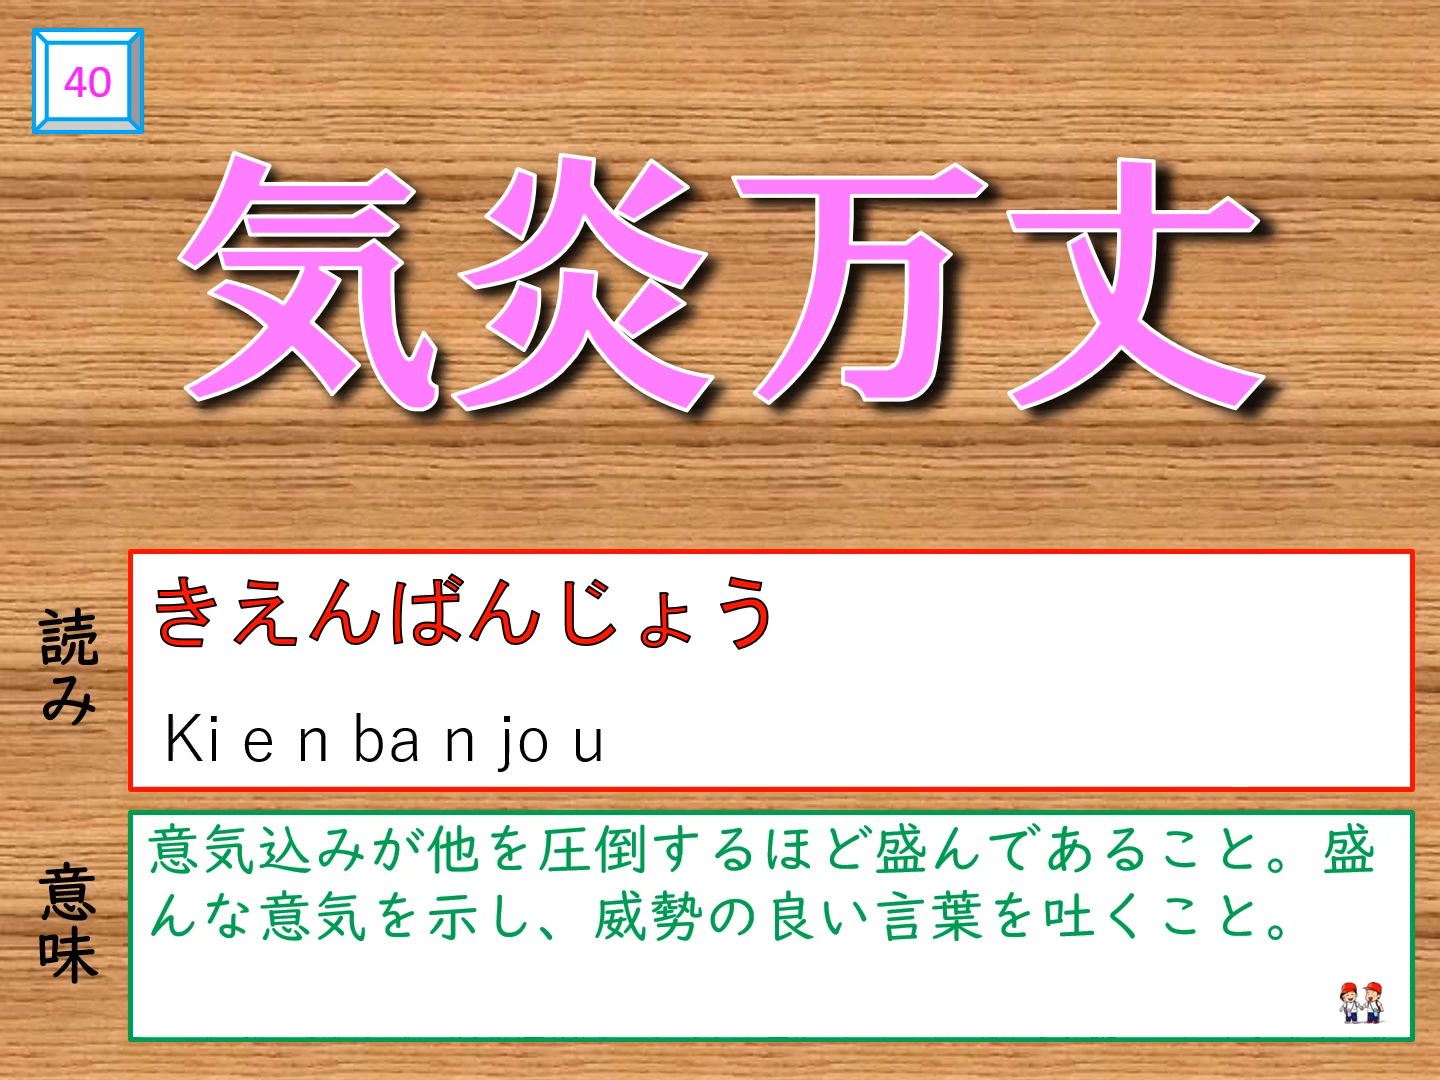 40
気炎万丈
読み
きえんばんじょう
Ki e n ba n jo u
意味
意気込みが他を圧倒するほど盛んであること。盛
んな意気を示し、威勢の良い言葉を吐くこと。